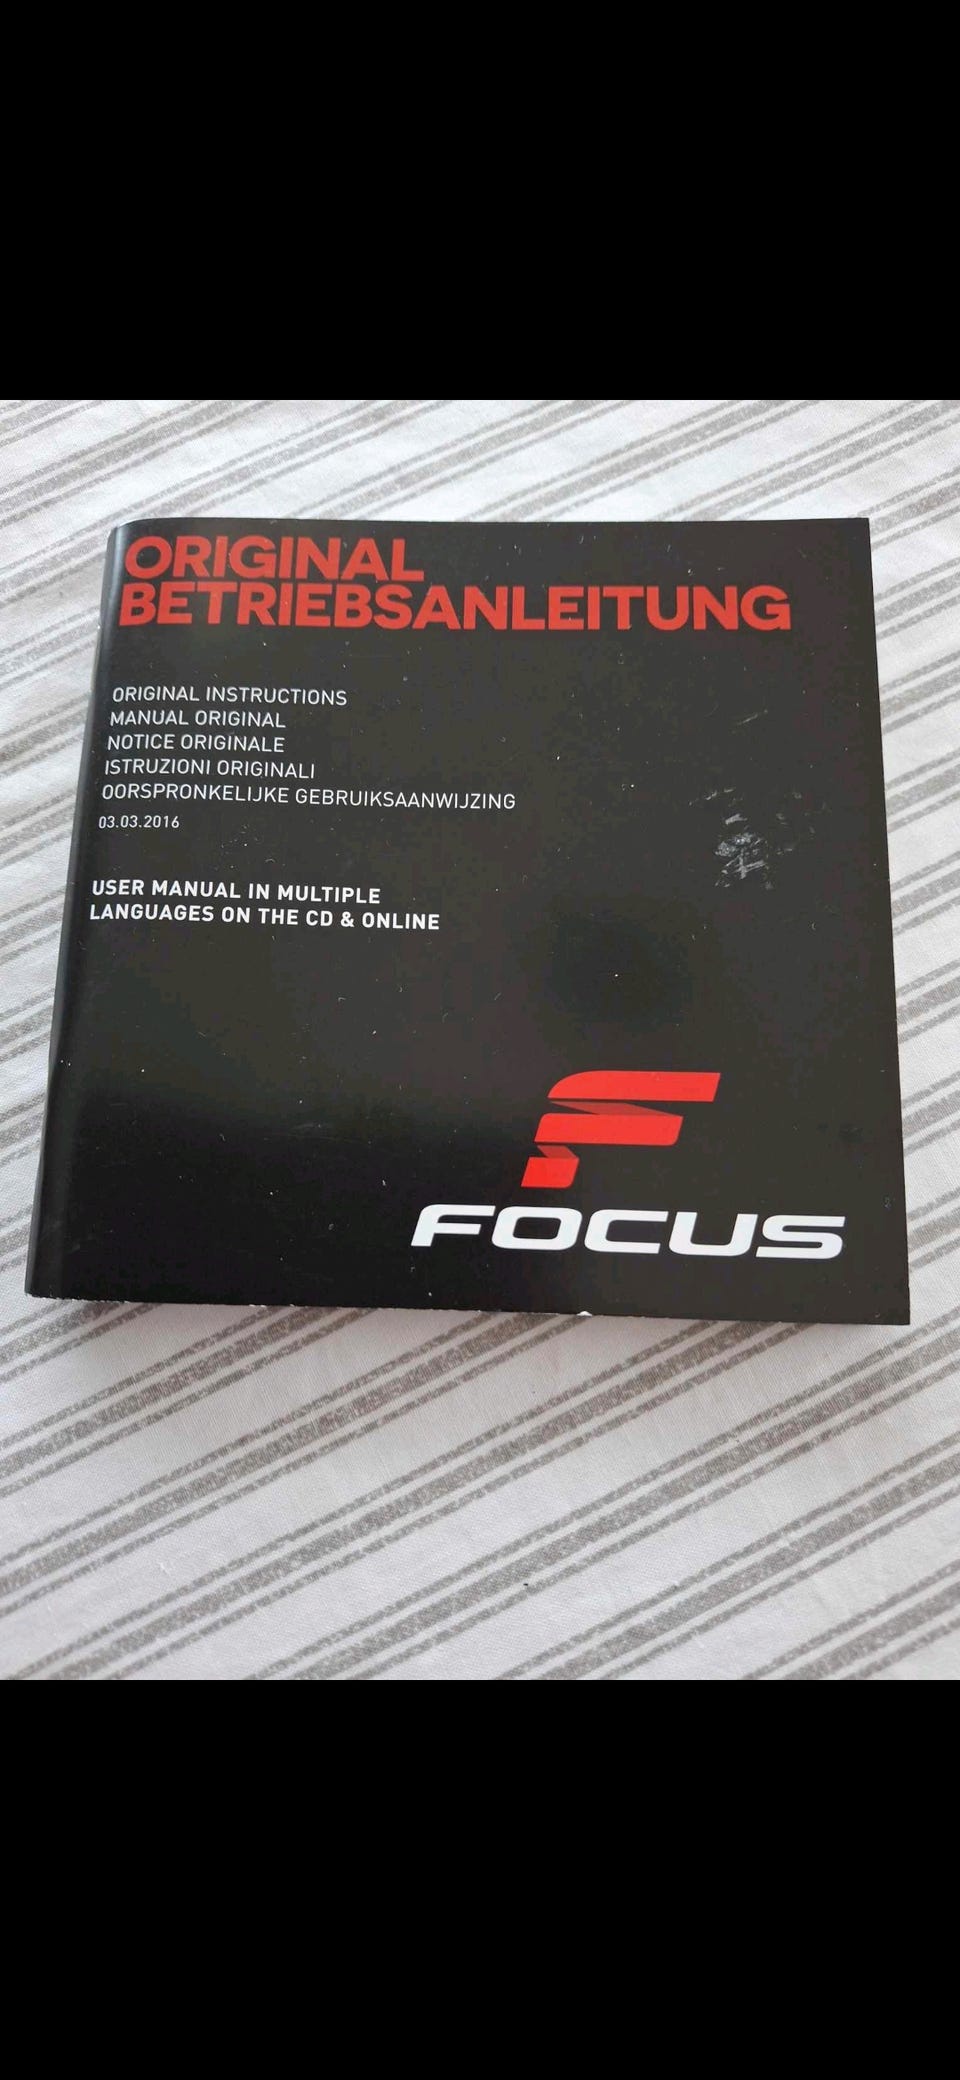 ORIGINAL
BETRIEBSANLEITUNG
ORIGINAL INSTRUCTIONS
MANUAL ORIGINAL
NOTICE ORIGINALE
ISTRUZIONI ORIGINALI
OORSPRONKELIJKE GEBRUIKSAANWIJZING
03.03.2016
USER MANUAL IN MULTIPLE
LANGUAGES ON THE CD & ONLINE
FOCUS